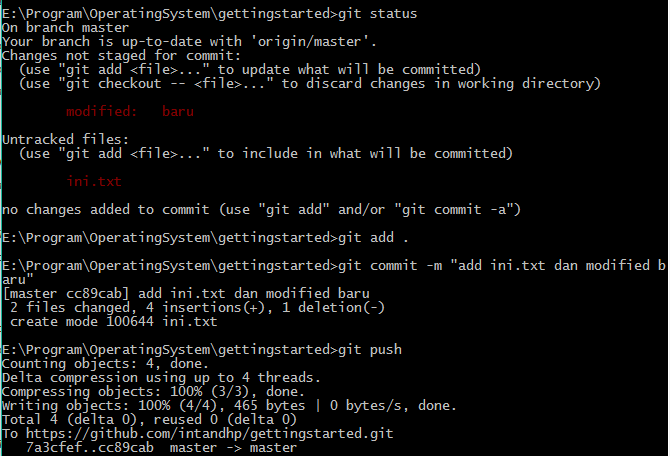 E:\Program\OperatingSystem\gettingstarted>git status
On branch master
Your branch is up-to-date with 'origin/master'.
Changes not staged for commit:
  (use "git add <file>..." to update what will be committed)
  (use "git checkout -- <file>..." to discard changes in working directory)
        modified:   baru
Untracked files:
  (use "git add <file>..." to include in what will be committed)
        ini.txt
no changes added to commit (use "git add" and/or "git commit -a")
E:\Program\OperatingSystem\gettingstarted>git add .
E:\Program\OperatingSystem\gettingstarted>git commit -m "add ini.txt dan modified b
aru"
[master cc89cab] add ini.txt dan modified baru
 2 files changed, 4 insertions(+), 1 deletion(-)
 create mode 100644 ini.txt
E:\Program\OperatingSystem\gettingstarted>git push
Counting objects: 4, done.
Delta compression using up to 4 threads.
Compressing objects: 100% (3/3), done.
Writing objects: 100% (4/4), 465 bytes | 0 bytes/s, done.
Total 4 (delta 0), reused 0 (delta 0)
To https://github.com/intandhp/gettingstarted.git
   7a3cfef..cc89cab  master -> master